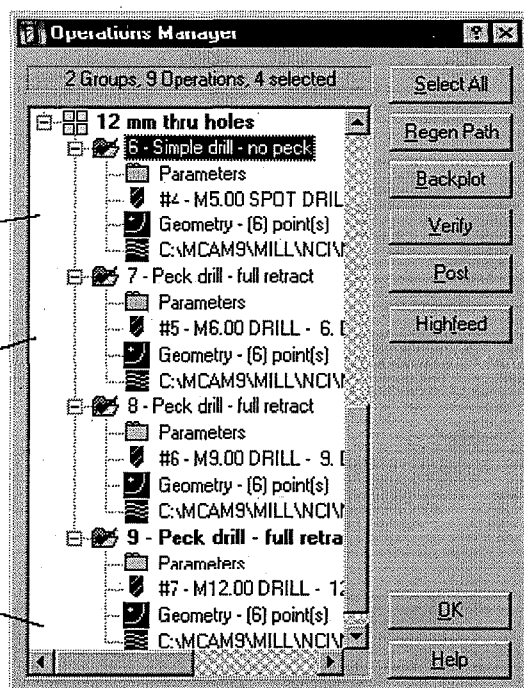 Operations Manager
2 Groups, 9 Operations, 4 selected
Select All
12 mm thru holes
6 - Simple drill - no peck
Parameters
#4 - M5.00 SPOT DRIL
Geometry - (6) point(s)
C:\MCAM9\MILL\NCI\
7 - Peck drill - full retract
Parameters
#5 - M6.00 DRILL - 6. D
Geometry - (6) point(s)
C:\MCAM9\MILL\NCI\
8 - Peck drill - full retract
Parameters
#6 - M9.00 DRILL - 9. D
Geometry - (6) point(s)
C:\MCAM9\MILL\NCI\
9 - Peck drill - full retra
Parameters
#7 - M12.00 DRILL - 12
Geometry - (6) point(s)
C:\MCAM9\MILL\NCI\
Regen Path
Backplot
Verify
Post
Highfeed
OK
Help